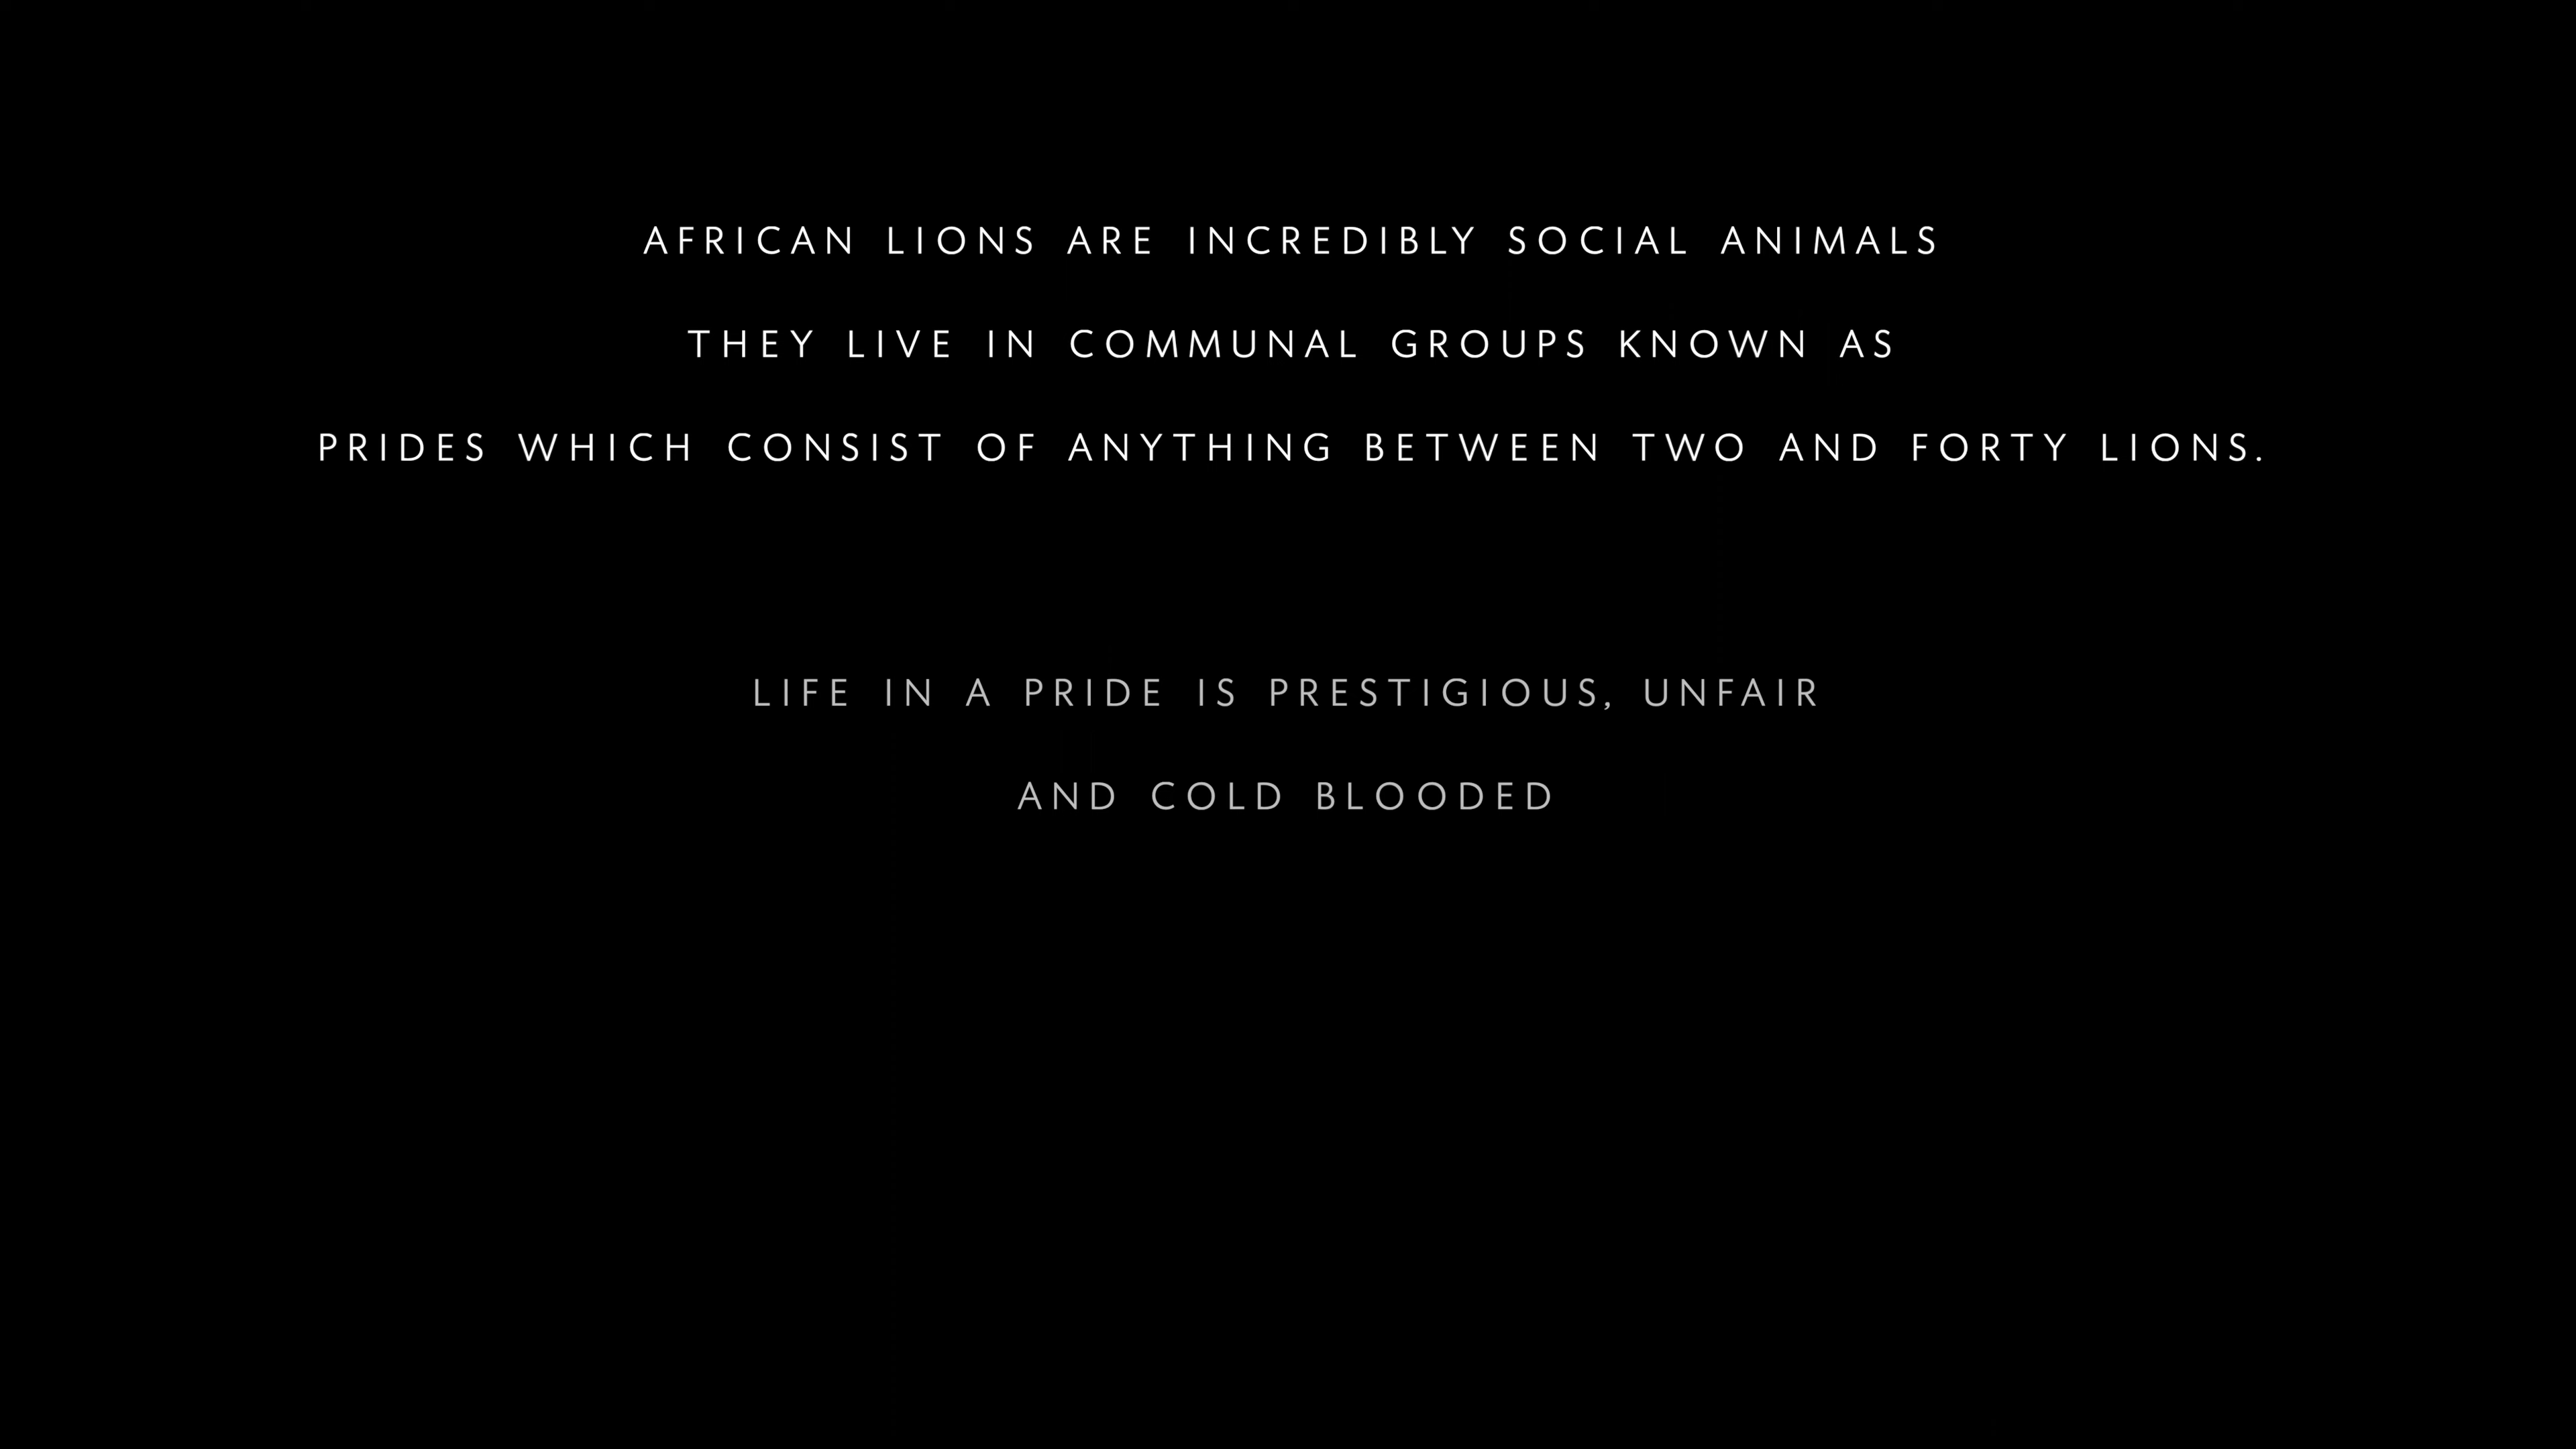 AFRICAN LIONS ARE INCREDIBLY SOCIAL ANIMALS
THEY LIVE IN COMMUNAL GROUPS KNOWN AS
PRIDES WHICH CONSIST OF ANYTHING BETWEEN TWO AND FORTY LIONS.
LIFE IN A PRIDE IS PRESTIGIOUS, UNFAIR
AND COLD BLOODED